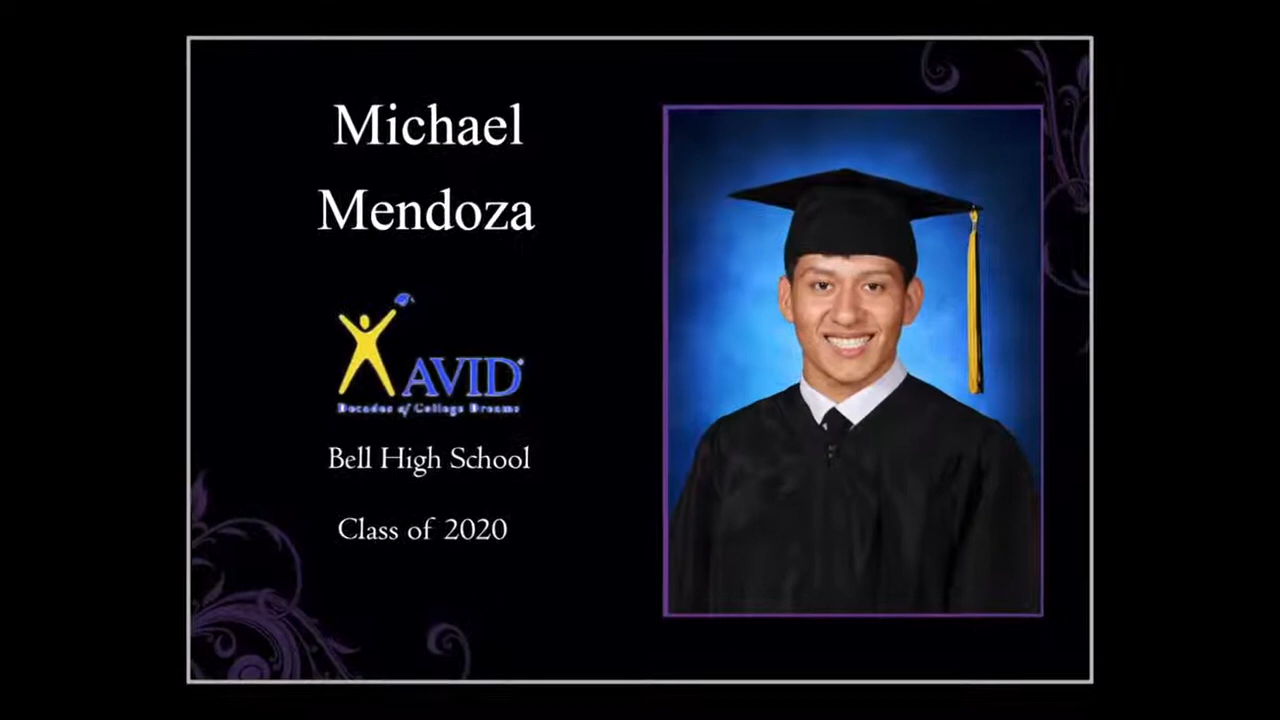 Michael
Mendoza
AVID®
Decades of College Dreams
Bell High School
Class of 2020